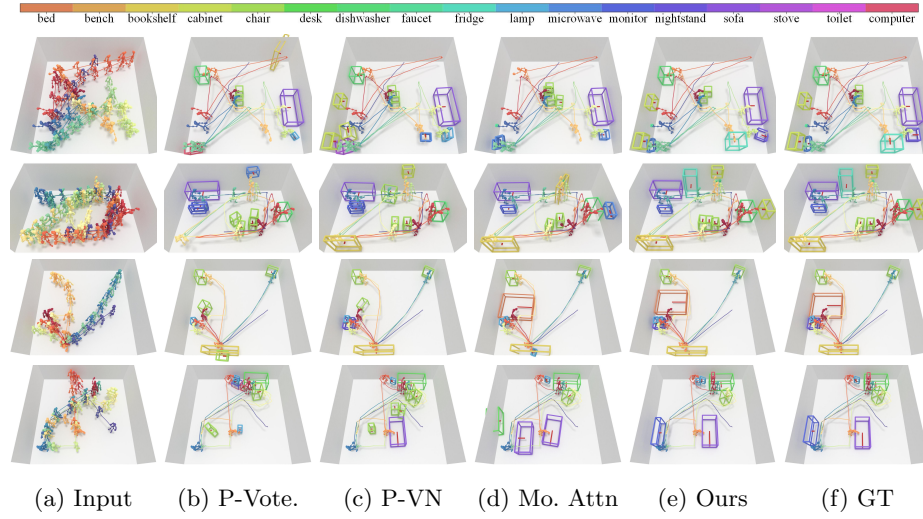 bed bench bookshelf cabinet chair desk dishwasher faucet fridge lamp microwave monitor nightstand sofa stove toilet computer
(a) Input (b) P-Vote. (c) P-VN (d) Mo. Attn (e) Ours (f) GT